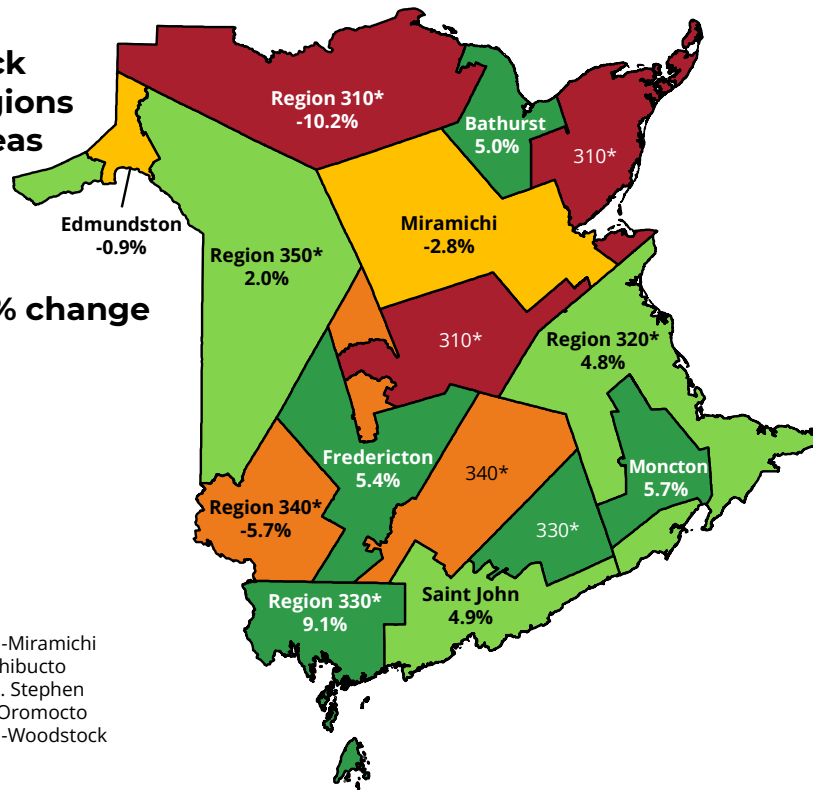 ck
gions
eas
Region 310*
-10.2%
Bathurst
5.0%
310*
Edmundston
-0.9%
Miramichi
-2.8%
Region 350*
2.0%
% change
310*
Region 320*
4.8%
Fredericton
5.4%
340*
Moncton
5.7%
Region 340*
-5.7%
330*
Region 330*
9.1%
Saint John
4.9%
-Miramichi
hibucto
. Stephen
Oromocto
-Woodstock